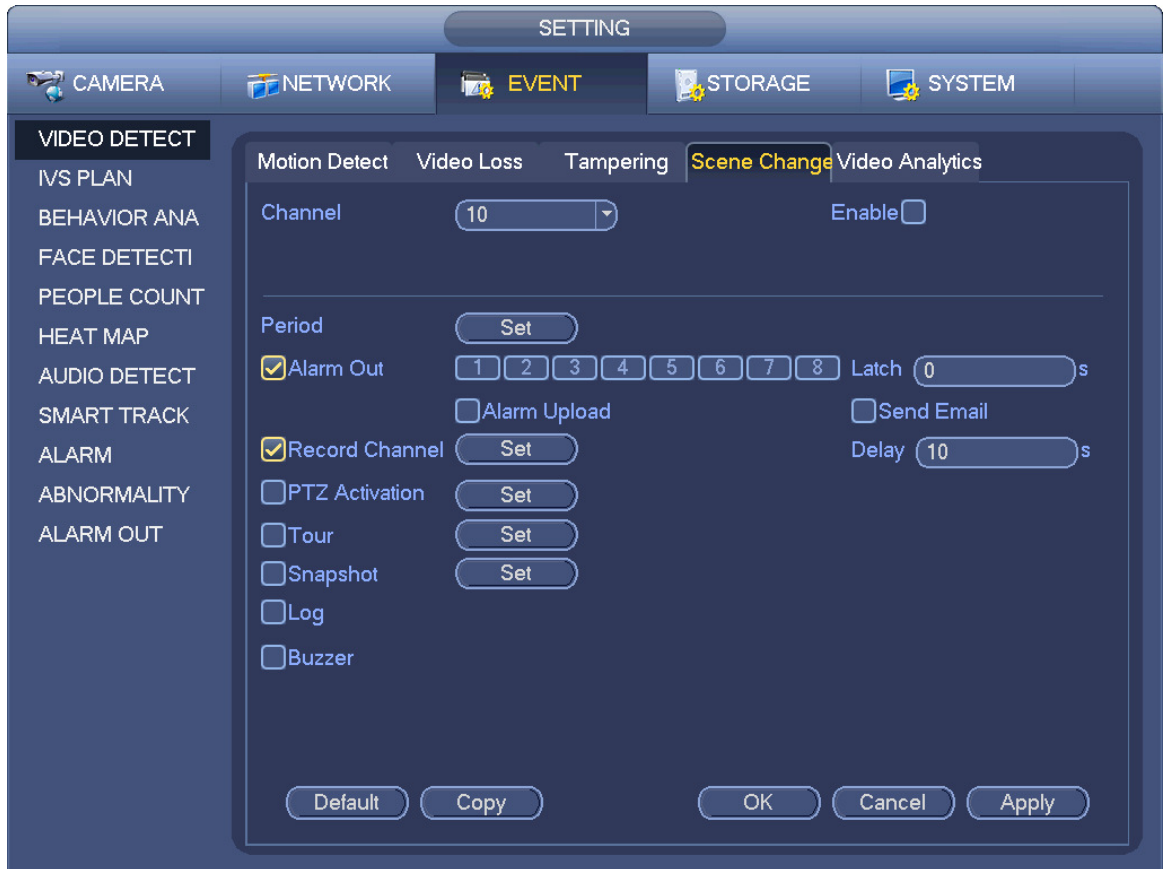 SETTING
CAMERA NETWORK EVENT STORAGE SYSTEM
VIDEO DETECT
IVS PLAN
BEHAVIOR ANA
FACE DETECTI
PEOPLE COUNT
HEAT MAP
AUDIO DETECT
SMART TRACK
ALARM
ABNORMALITY
ALARM OUT
Motion Detect Video Loss Tampering Scene Change Video Analytics
Channel 10 Enable
Period Set
Alarm Out 1 2 3 4 5 6 7 8 Latch 0 s
Alarm Upload Send Email
Record Channel Set Delay 10 s
PTZ Activation Set
Tour Set
Snapshot Set
Log
Buzzer
Default Copy OK Cancel Apply